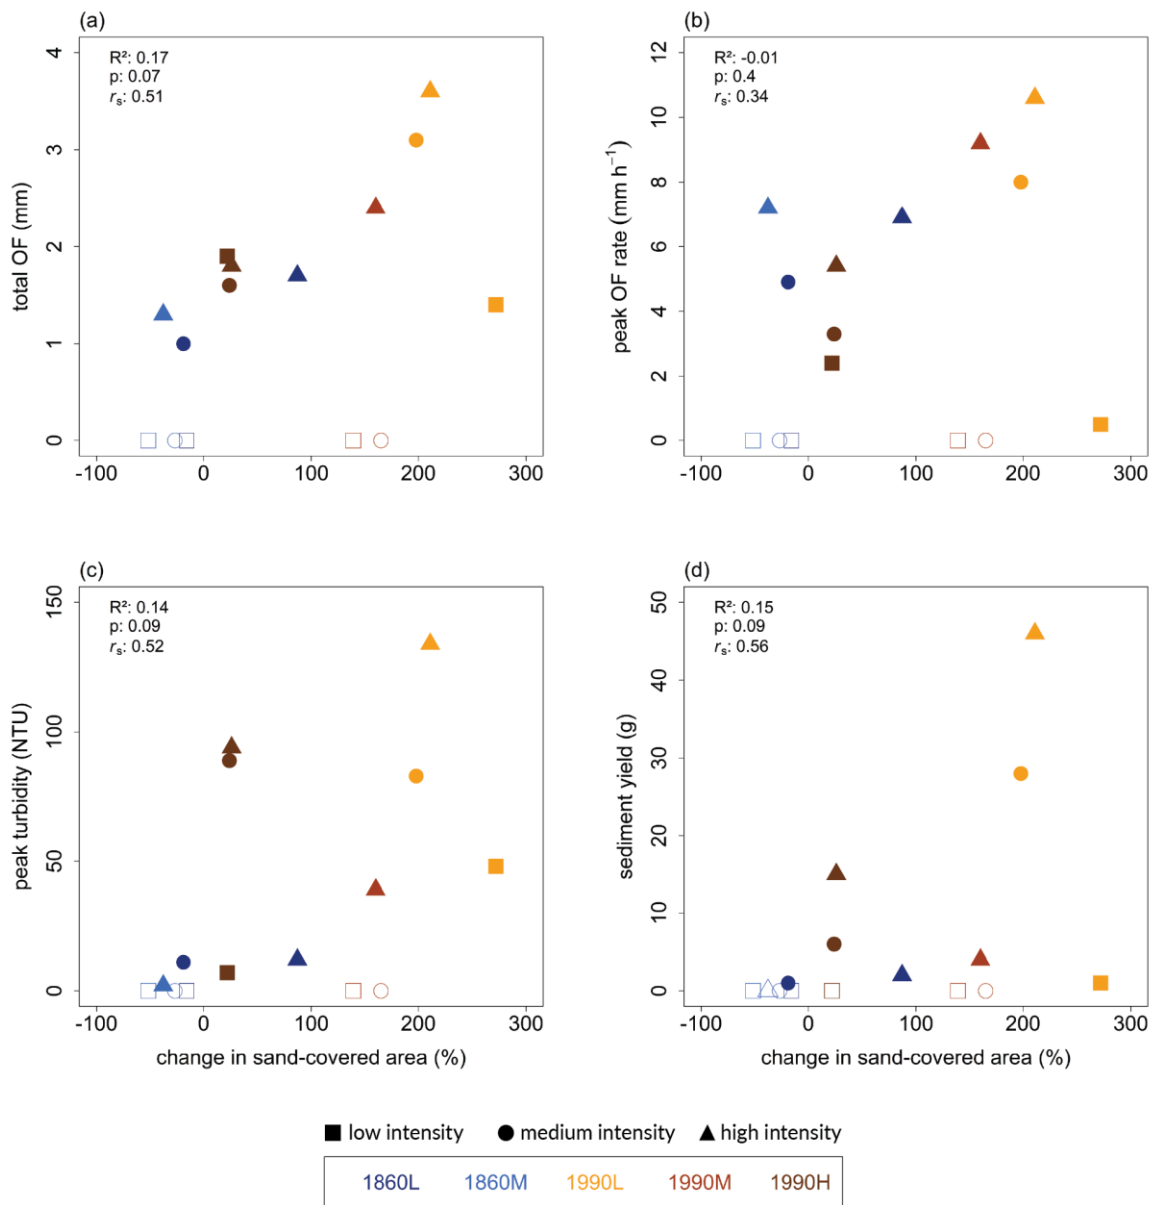 (a)
R²: 0.17
p: 0.07
rs: 0.51
total OF (mm)
4
3
2
1
0
-100 0 100 200 300
(b)
R²: -0.01
p: 0.4
rs: 0.34
peak OF rate (mm h⁻¹)
12
10
8
6
4
2
0
-100 0 100 200 300
(c)
R²: 0.14
p: 0.09
rs: 0.52
peak turbidity (NTU)
150
100
50
0
-100 0 100 200 300
change in sand-covered area (%)
(d)
R²: 0.15
p: 0.09
rs: 0.56
sediment yield (g)
50
40
30
20
10
0
-100 0 100 200 300
change in sand-covered area (%)
low intensity medium intensity high intensity
1860L 1860M 1990L 1990M 1990H